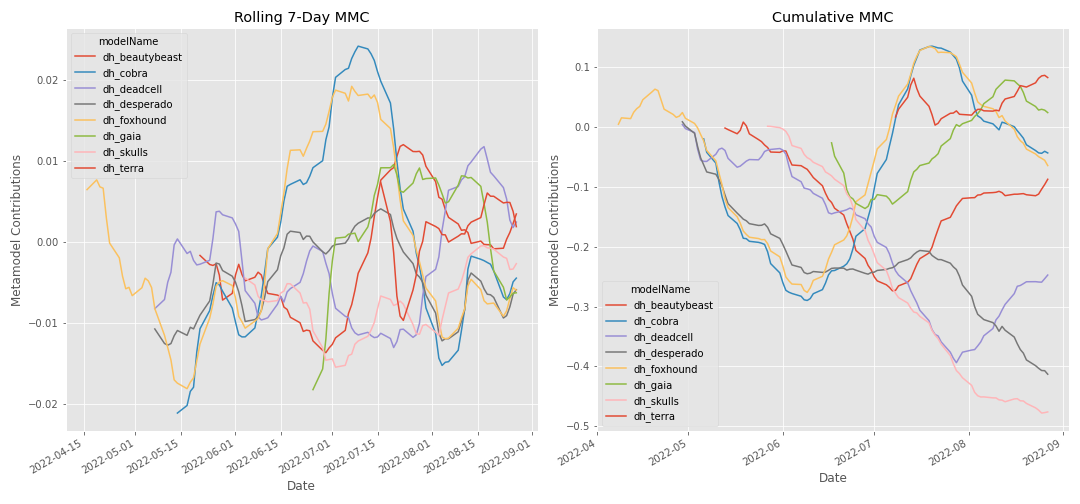 Rolling 7-Day MMC
Metamodel Contributions
0.02
0.01
0.00
−0.01
−0.02
modelName
dh_beautybeast
dh_cobra
dh_deadcell
dh_desperado
dh_foxhound
dh_gaia
dh_skulls
dh_terra
2022-04-15
2022-05-01
2022-05-15
2022-06-01
2022-06-15
2022-07-01
2022-07-15
2022-08-01
2022-08-15
2022-09-01
Date
Cumulative MMC
Metamodel Contributions
0.1
0.0
−0.1
−0.2
−0.3
−0.4
−0.5
modelName
dh_beautybeast
dh_cobra
dh_deadcell
dh_desperado
dh_foxhound
dh_gaia
dh_skulls
dh_terra
2022-04
2022-05
2022-06
2022-07
2022-08
2022-09
Date